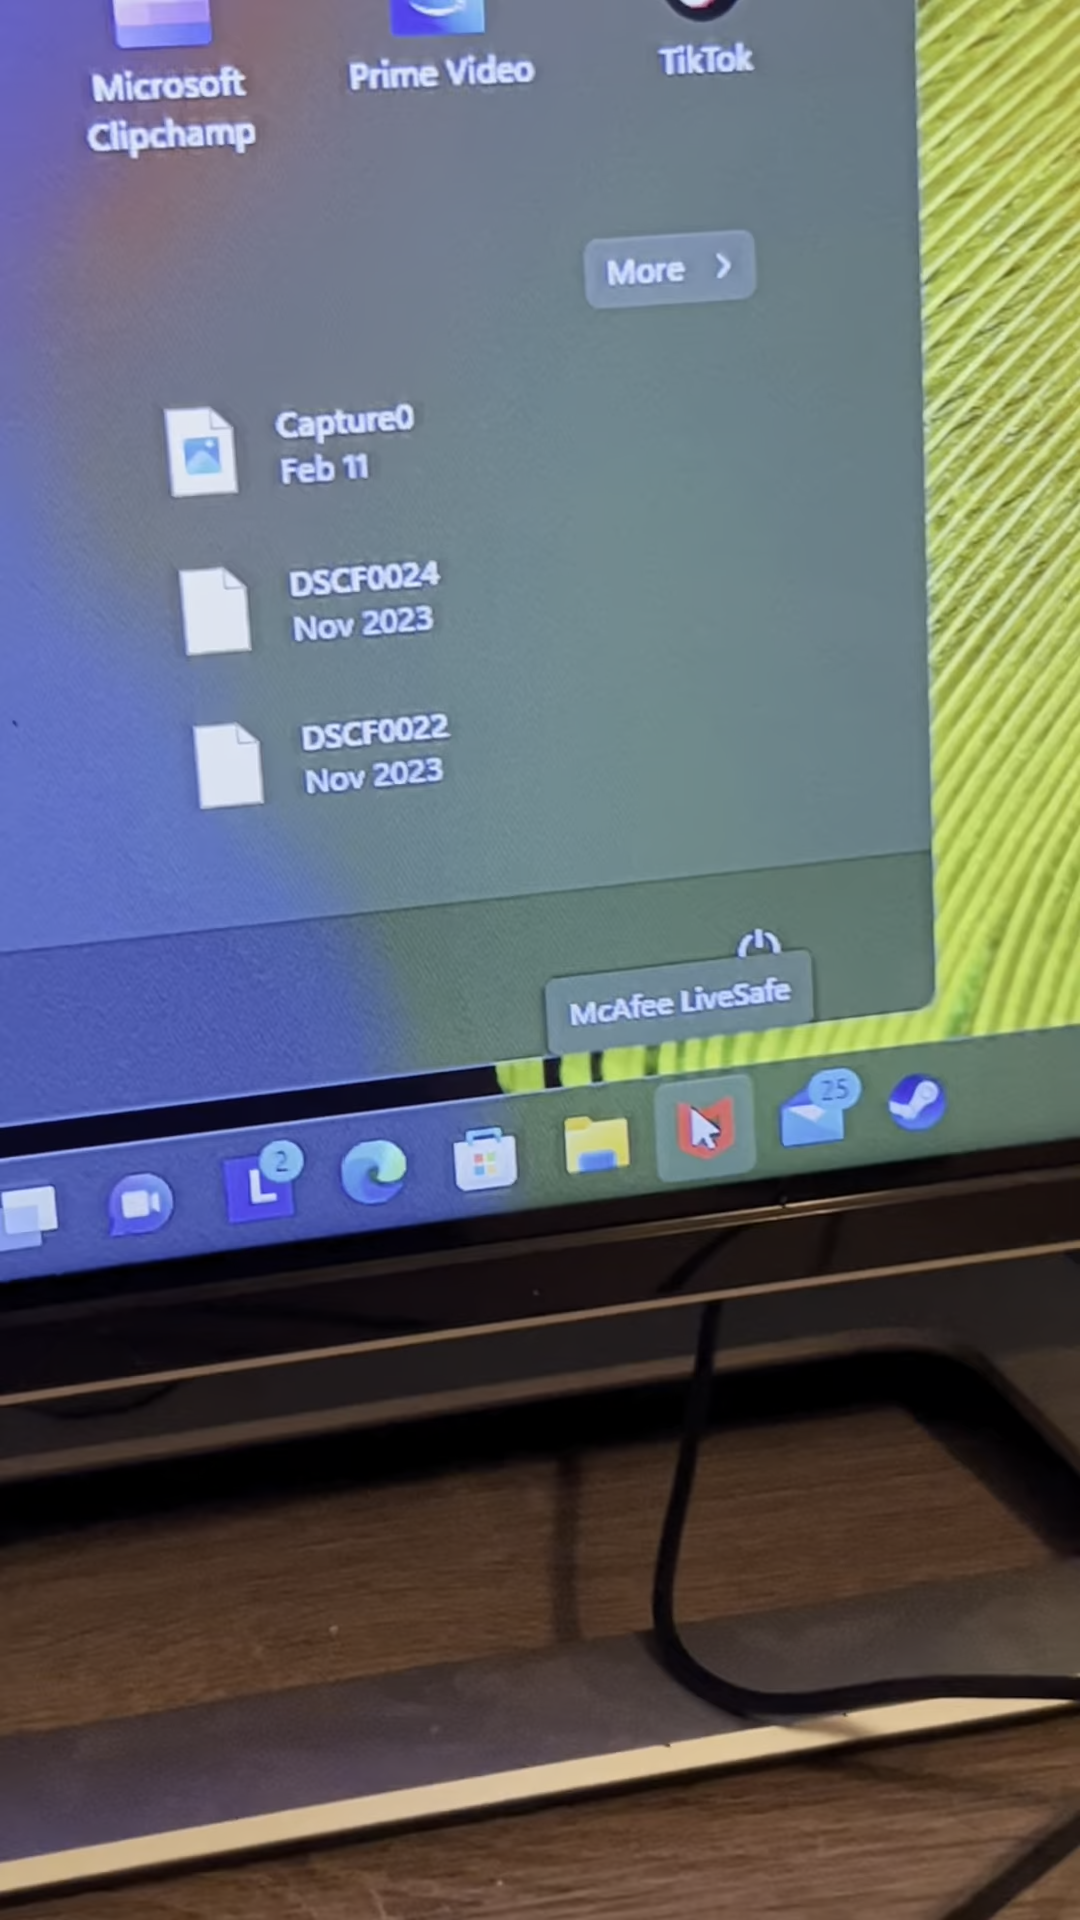 Microsoft
Clipchamp
Prime Video
TikTok
More
Capture0
Feb 11
DSCF0024
Nov 2023
DSCF0022
Nov 2023
McAfee LiveSafe
L
2
25